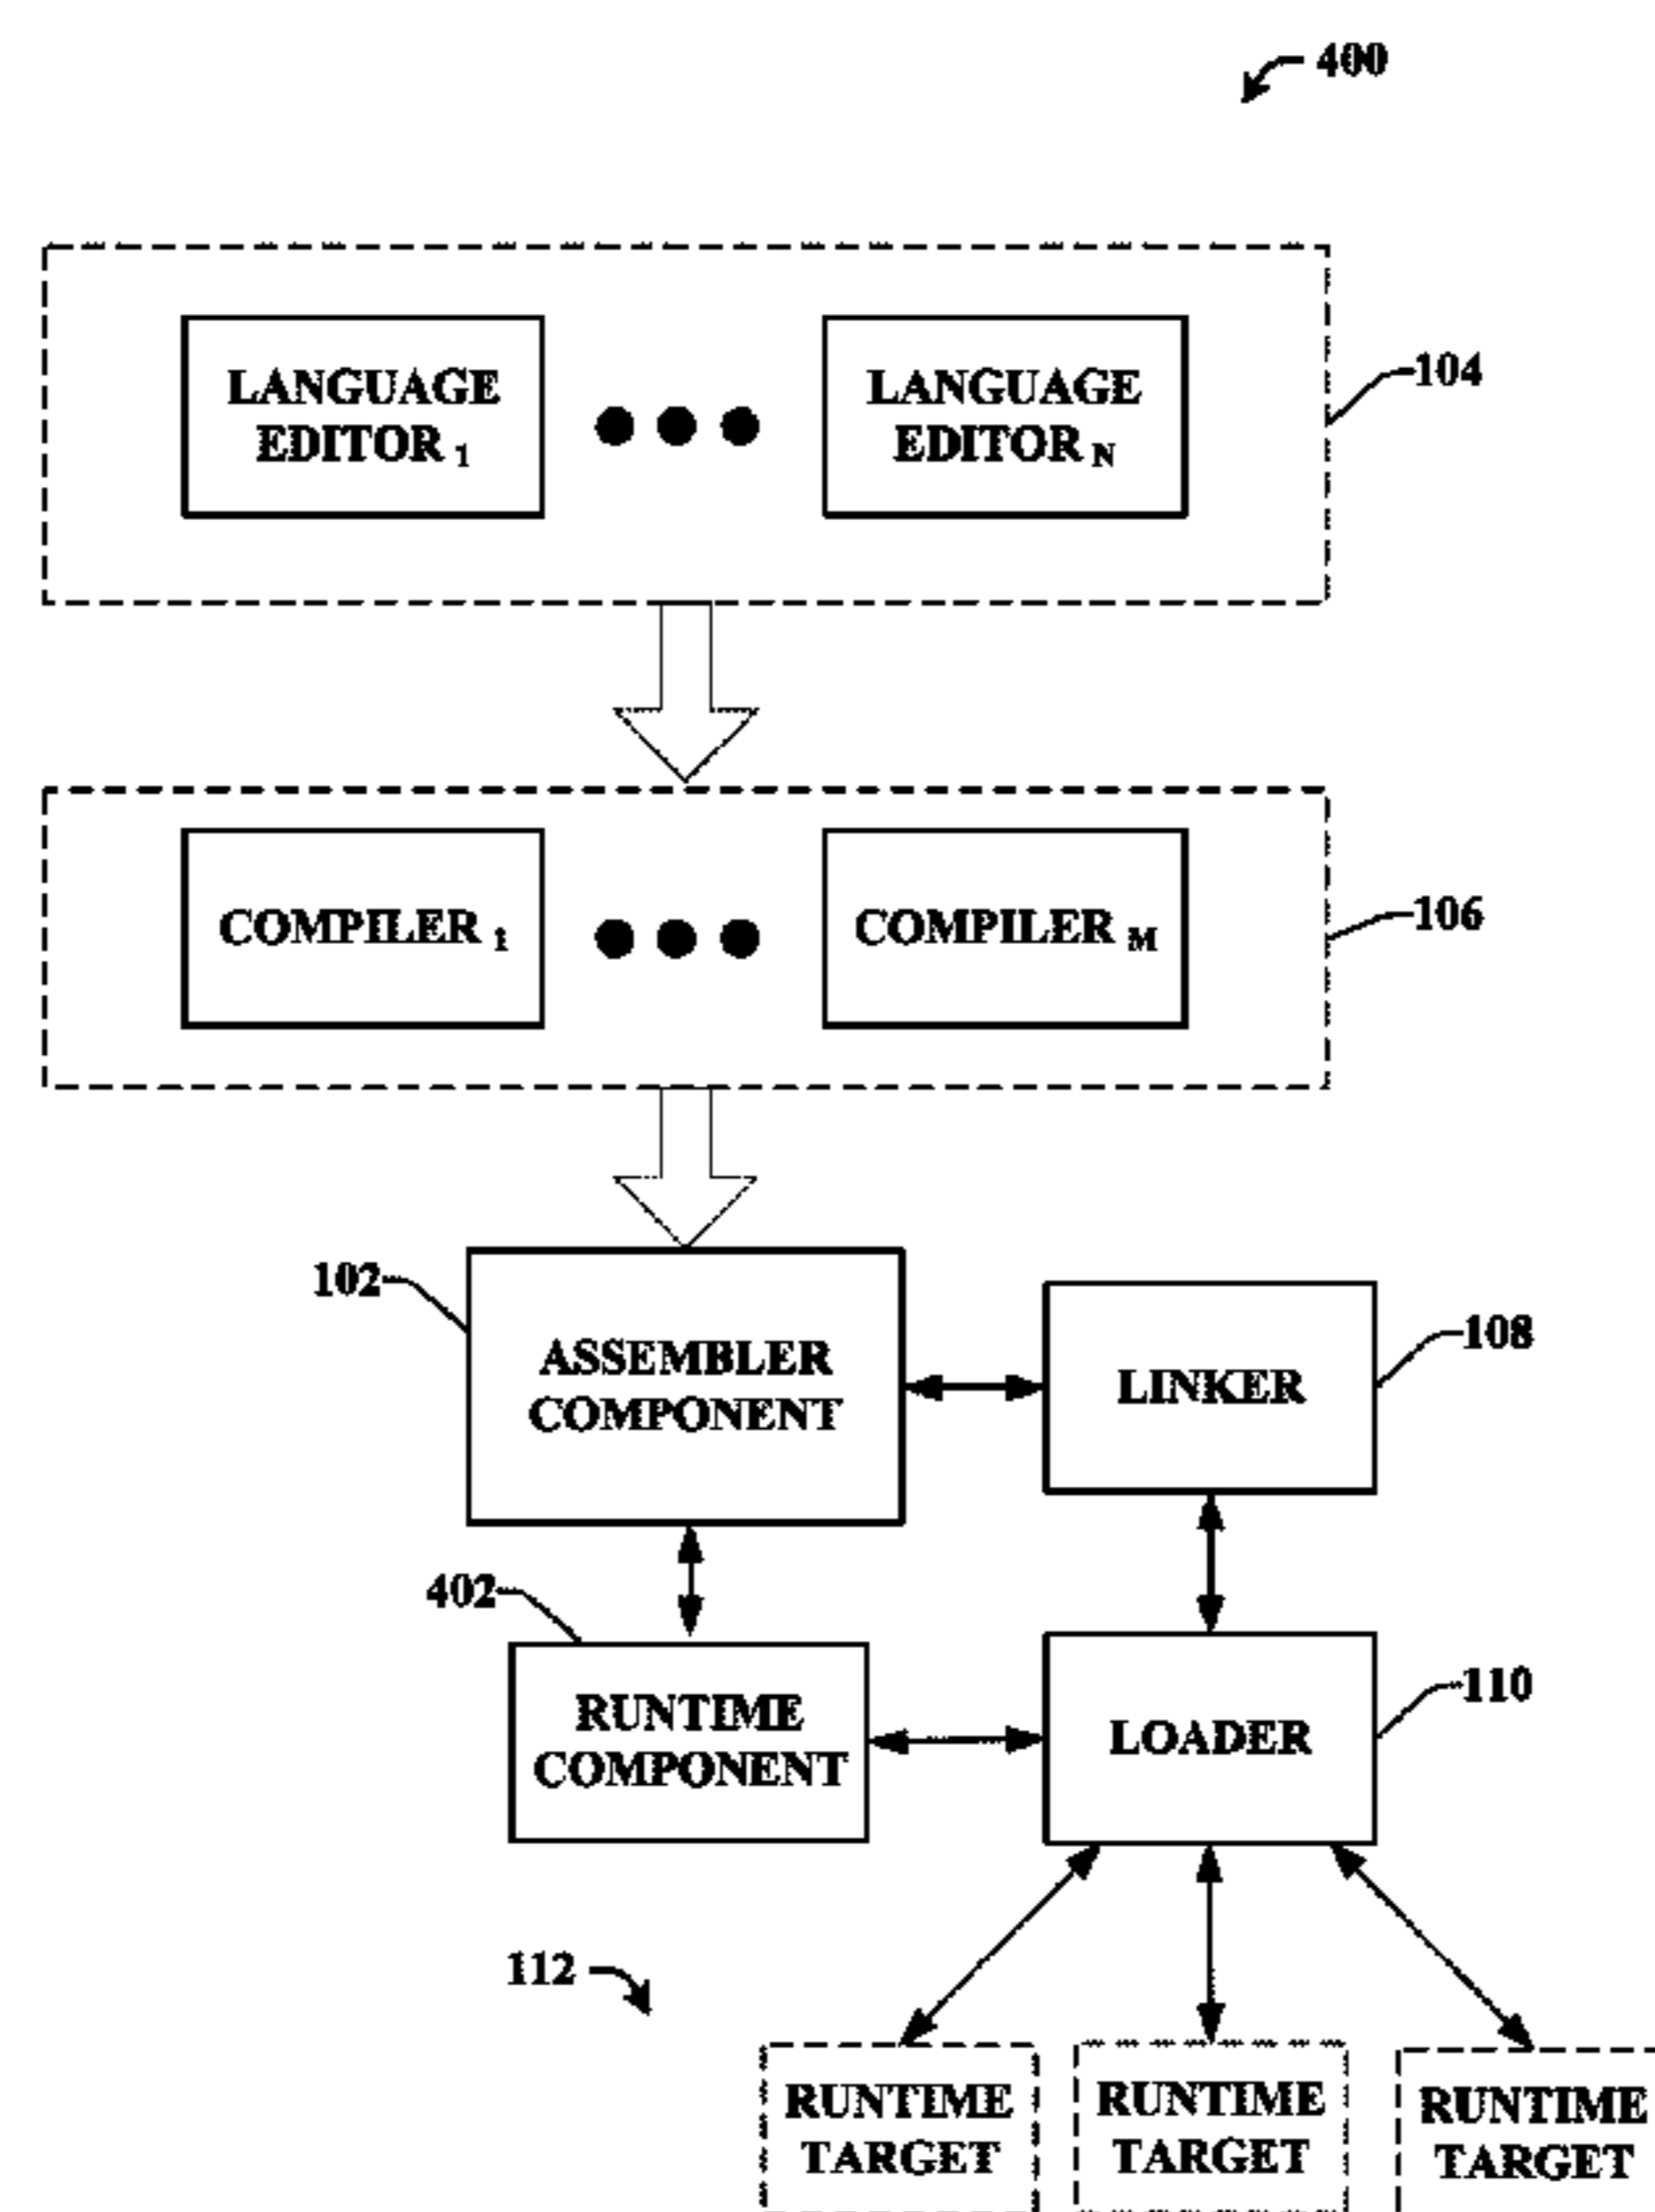 400
LANGUAGE
EDITOR 1
LANGUAGE
EDITOR N
104
COMPILER 1
COMPILER M
106
102
ASSEMBLER
COMPONENT
LINKER
108
402
RUNTIME
COMPONENT
LOADER
110
112
RUNTIME
TARGET
RUNTIME
TARGET
RUNTIME
TARGET